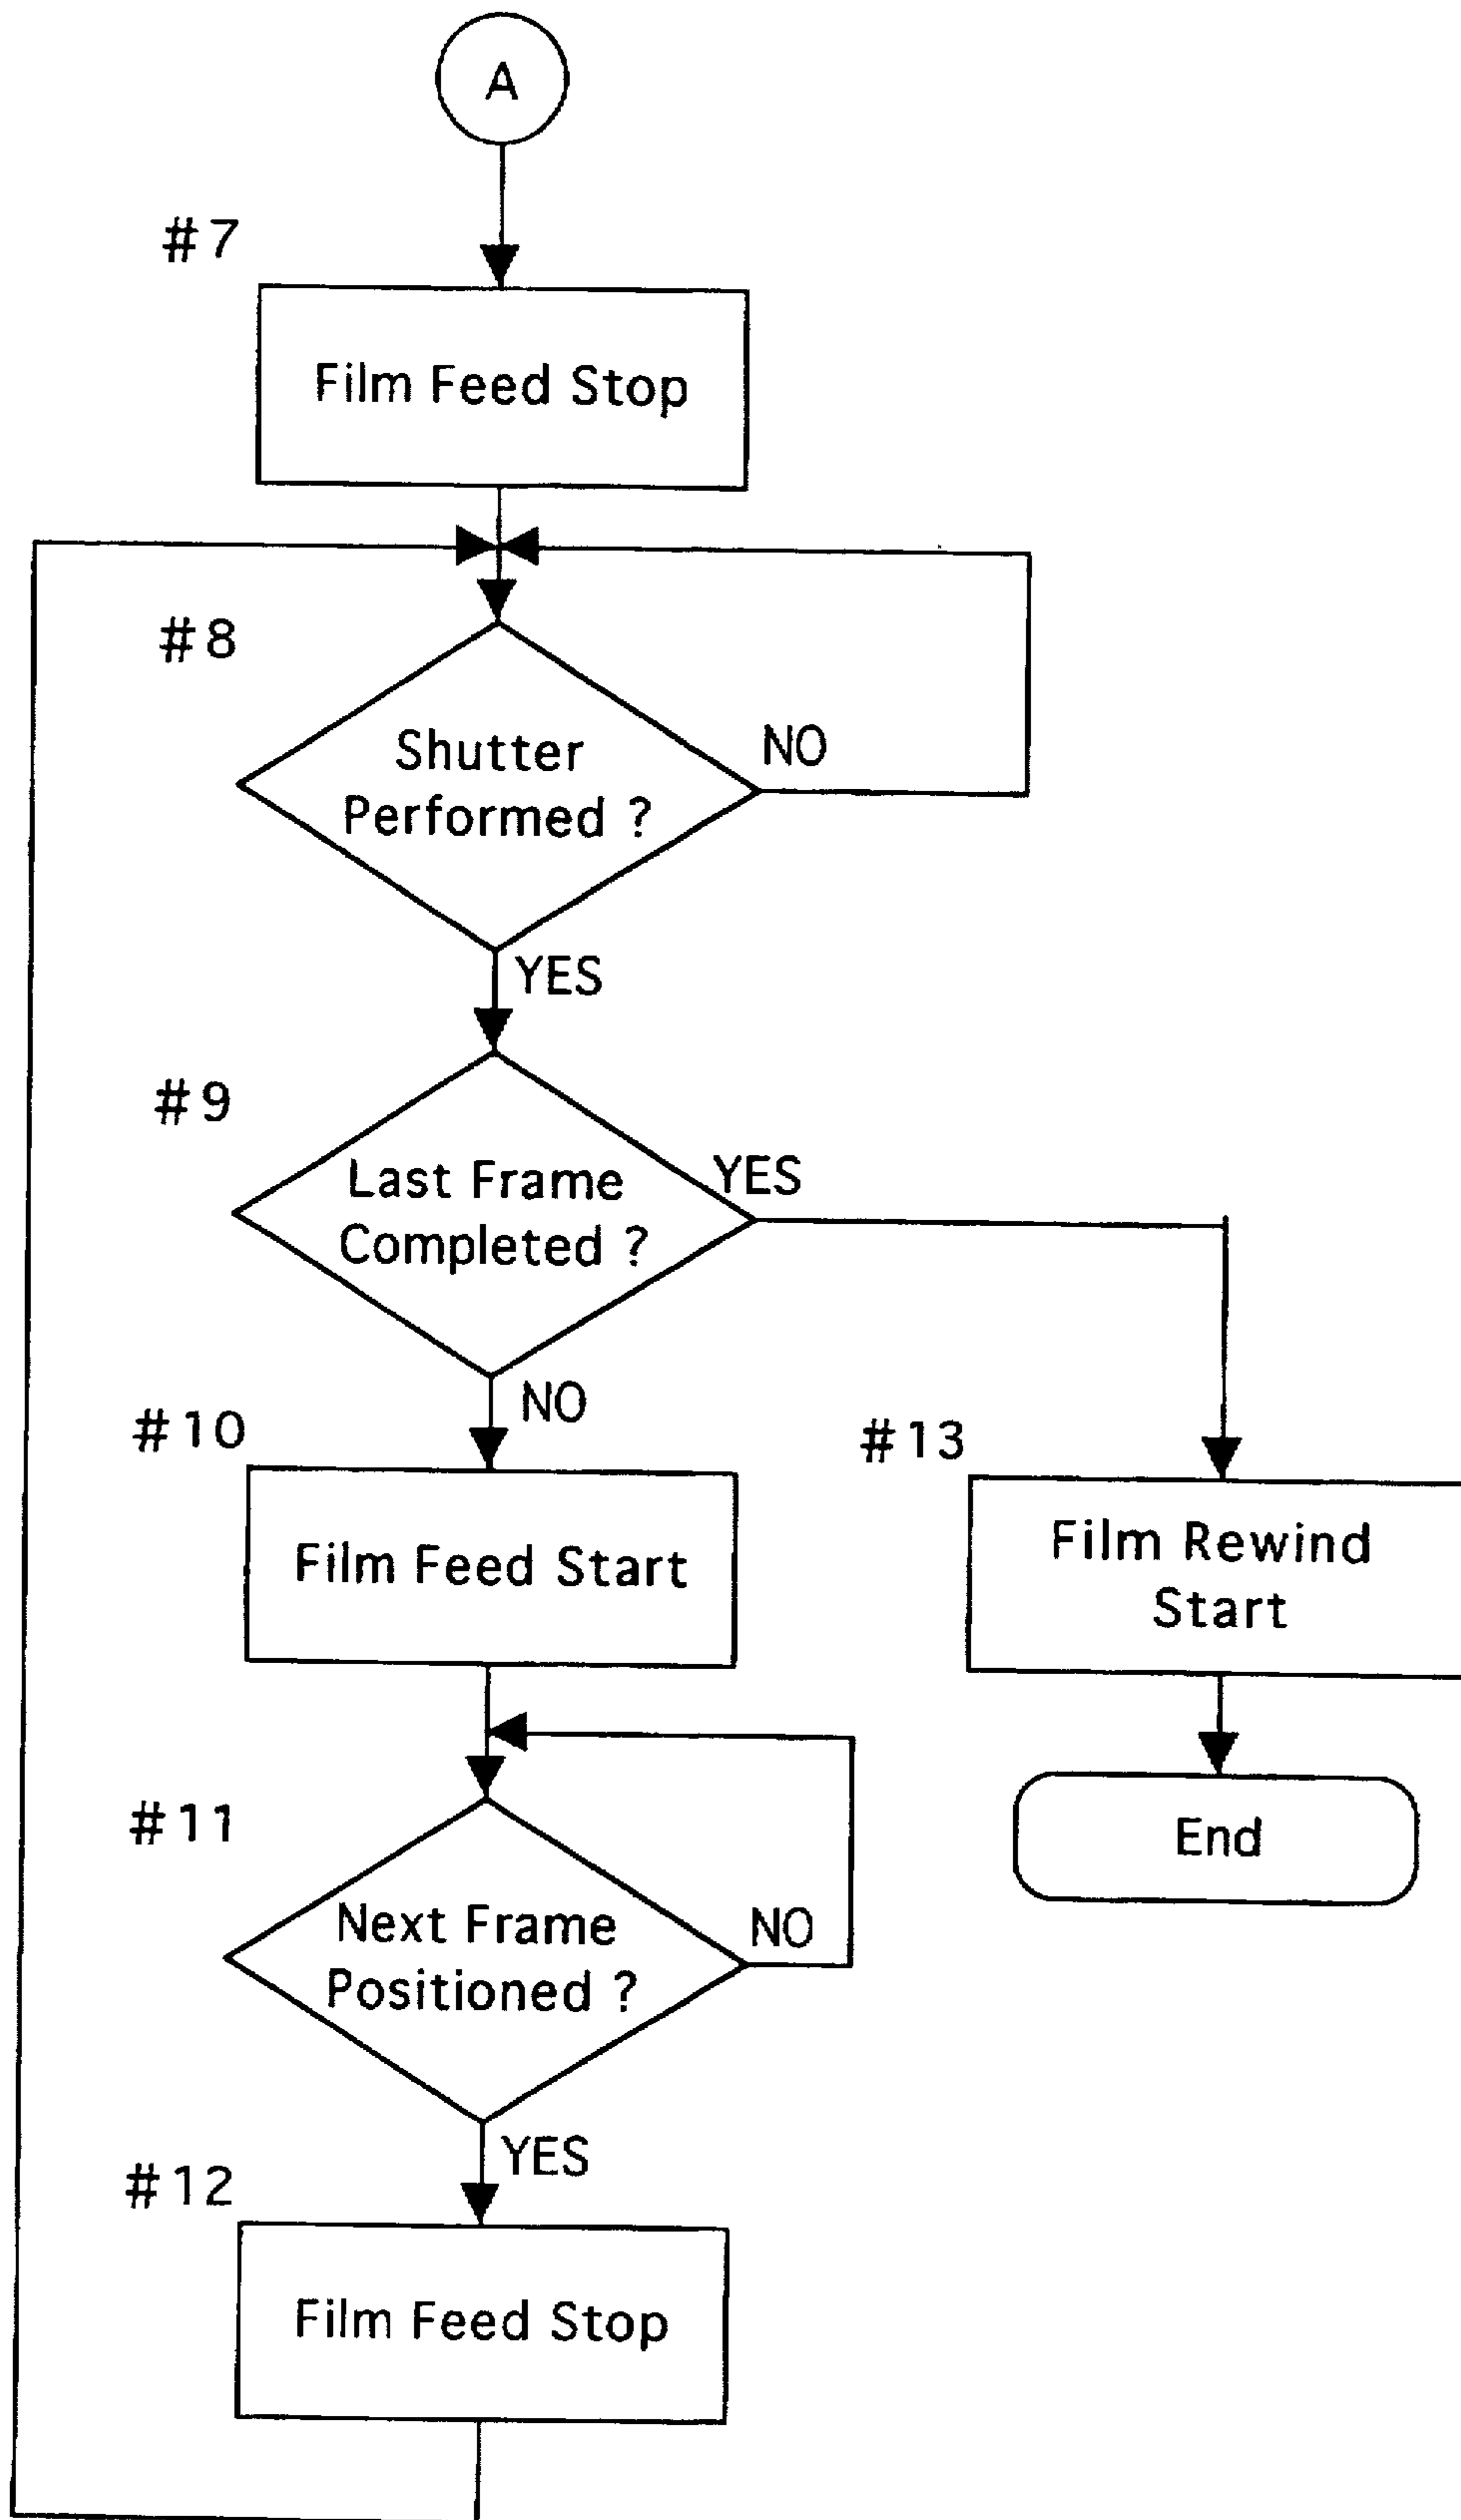 A
#7
Film Feed Stop
#8
Shutter
Performed ?
NO
YES
#9
Last Frame
Completed ?
YES
NO
#10
Film Feed Start
#13
Film Rewind
Start
End
#11
Next Frame
Positioned ?
NO
YES
#12
Film Feed Stop